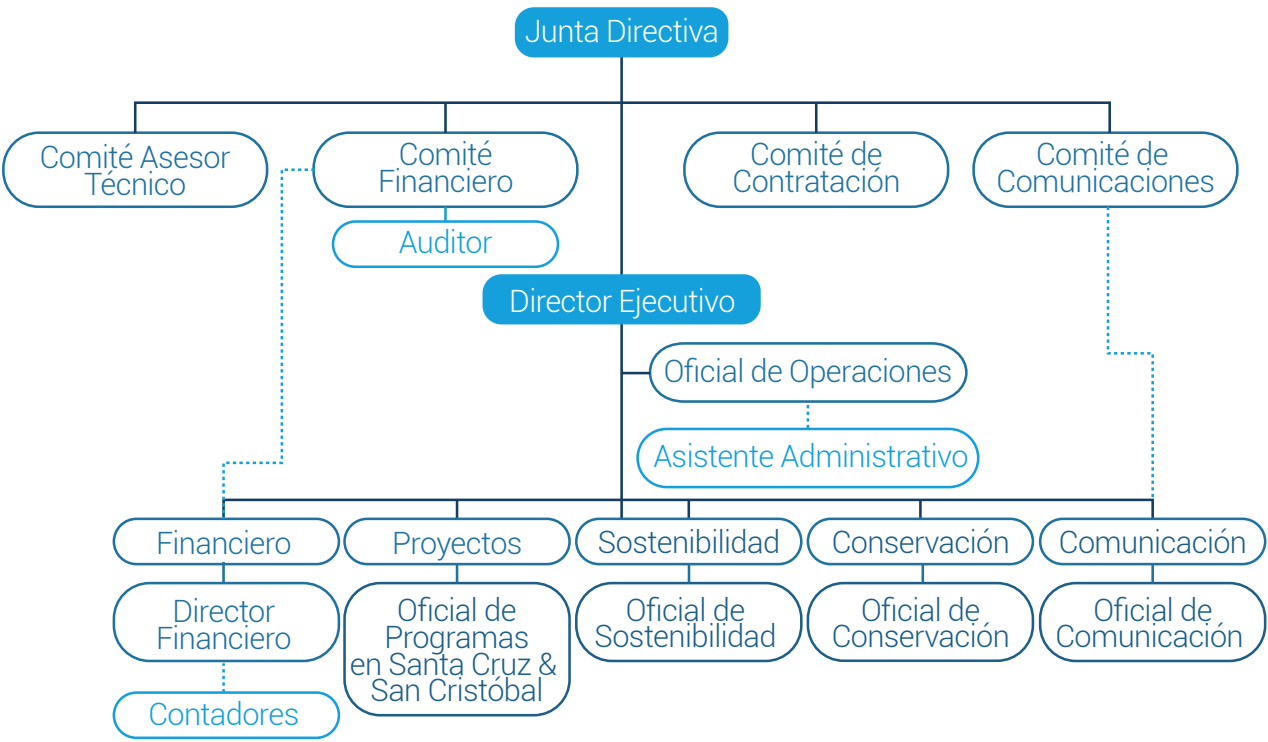 Junta Directiva
Comité Asesor
Técnico
Comité
Financiero
Comité de
Contratación
Comité de
Comunicaciones
Auditor
Director Ejecutivo
Oficial de Operaciones
Asistente Administrativo
Financiero
Proyectos
Sostenibilidad
Conservación
Comunicación
Director
Financiero
Oficial de
Programas
en Santa Cruz &
San Cristóbal
Oficial de
Sostenibilidad
Oficial de
Conservación
Oficial de
Comunicación
Contadores